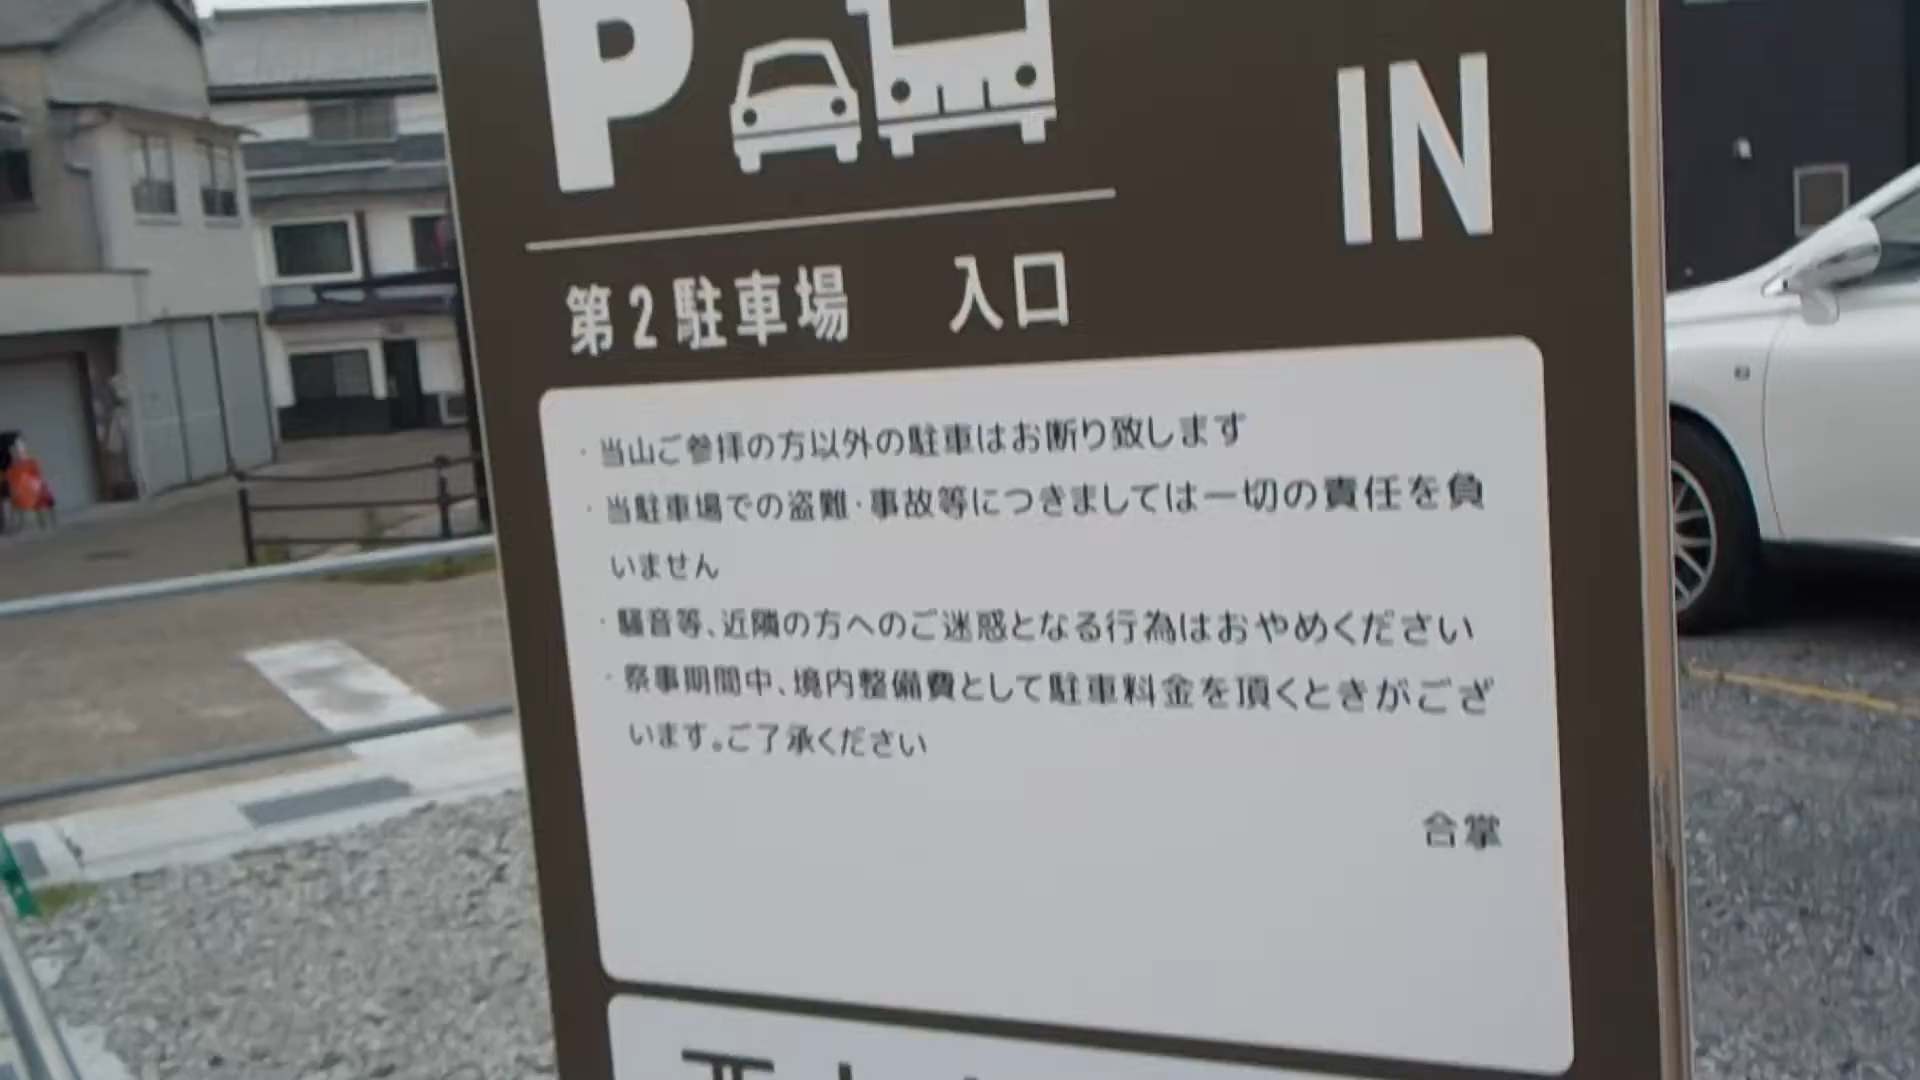 P
IN
第2駐車場 入口
・当山ご参拝の方以外の駐車はお断り致します
・当駐車場での盗難・事故等につきましては一切の責任を負
いません
・騒音等、近隣の方へのご迷惑となる行為はおやめください
・祭事期間中、境内整備費として駐車料金を頂くときがござ
います。ご了承ください
合掌